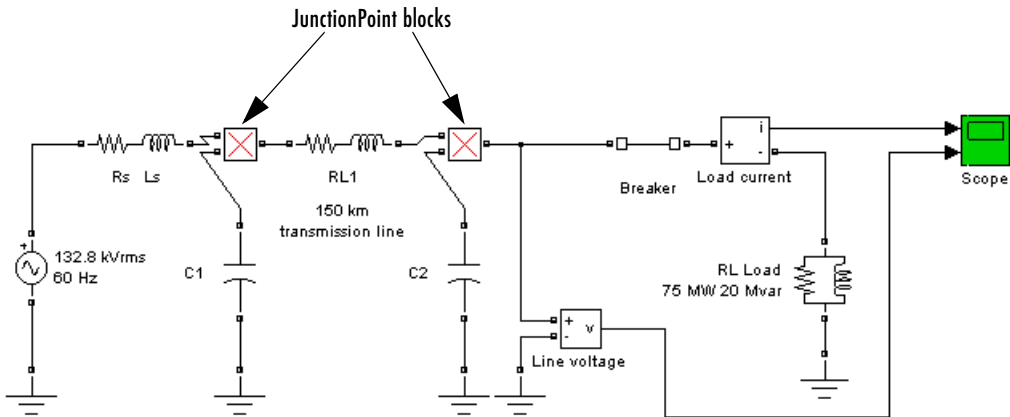 JunctionPoint blocks
Rs Ls
RL1
150 km
transmission line
+
132.8 kVrms
60 Hz
C1
C2
Breaker
+
i
-
Load current
Scope
RL Load
75 MW 20 Mvar
+
-
v
Line voltage